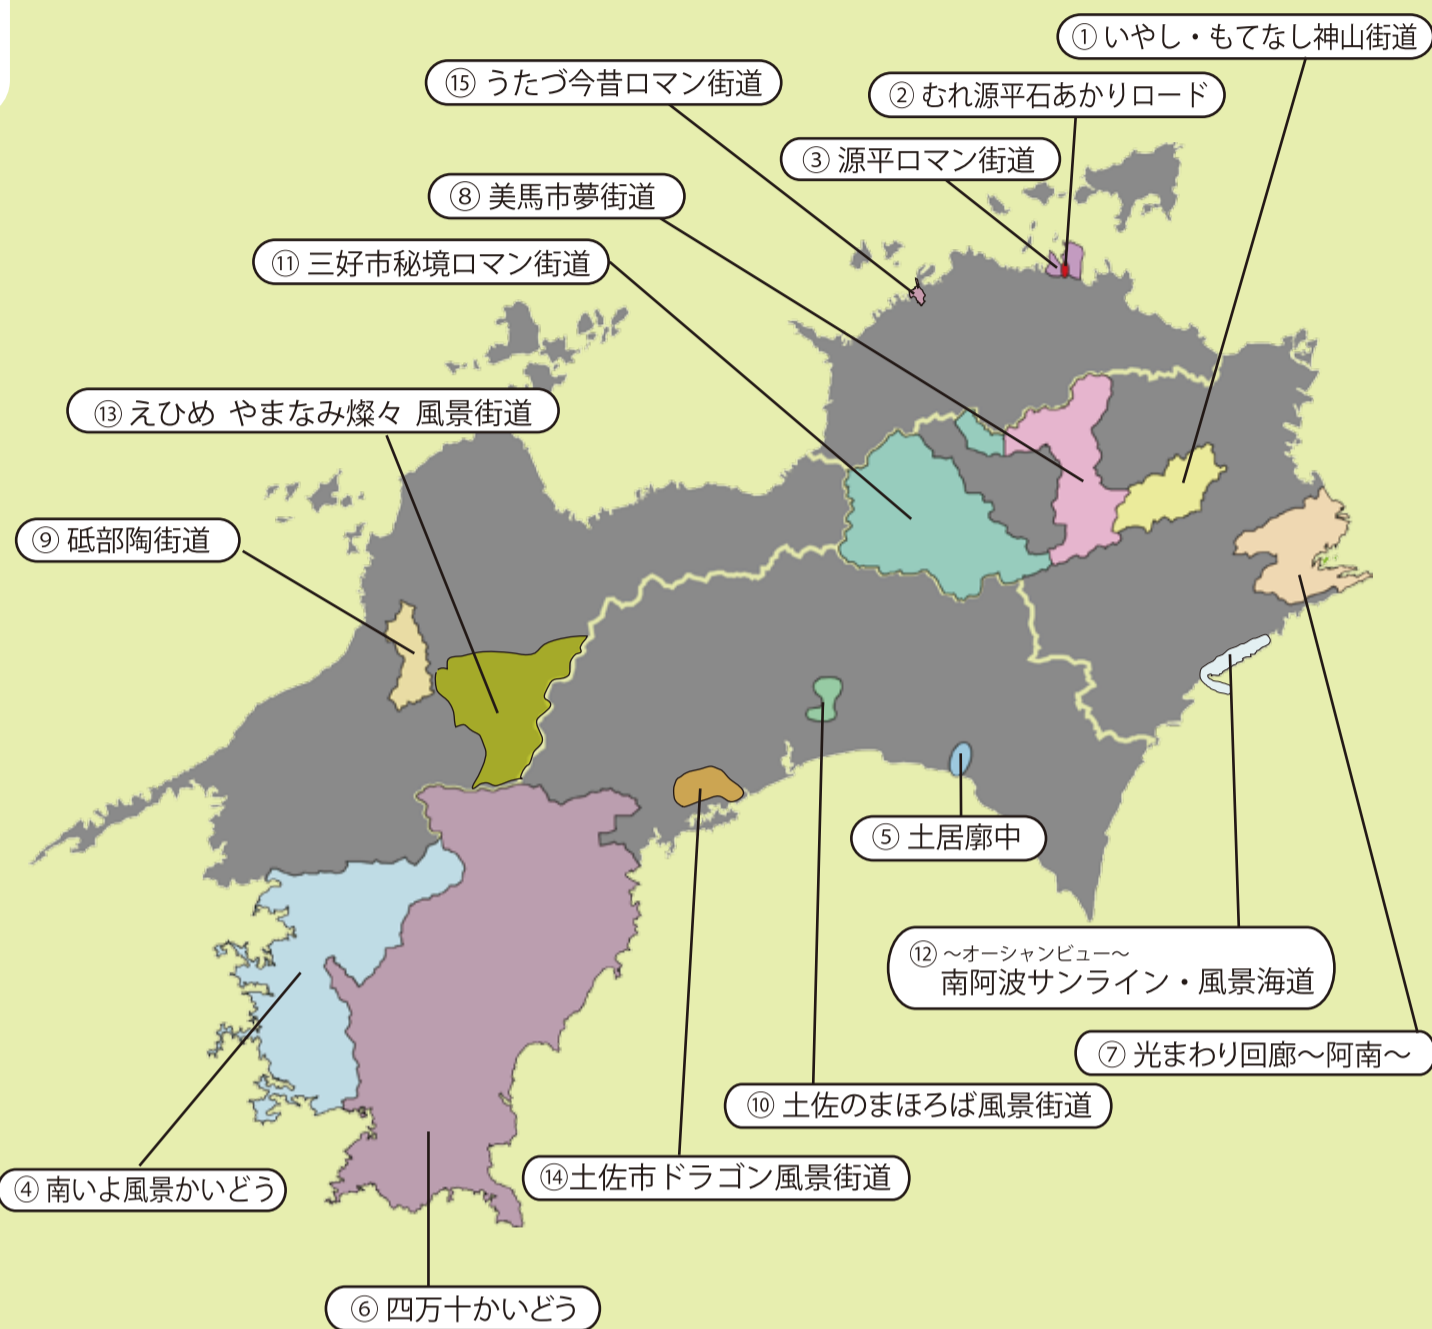 ① いやし・もてなし神山街道
⑮ うたづ今昔ロマン街道
② むれ源平石あかりロード
③ 源平ロマン街道
⑧ 美馬市夢街道
⑪ 三好市秘境ロマン街道
⑬ えひめ やまなみ燦々 風景街道
⑨ 砥部陶街道
⑤ 土居廓中
⑫ ～オーシャンビュー～
南阿波サンライン・風景海道
⑦ 光まわり回廊～阿南～
⑩ 土佐のまほろば風景街道
⑭土佐市ドラゴン風景街道
④ 南いよ風景かいどう
⑥ 四万十かいどう